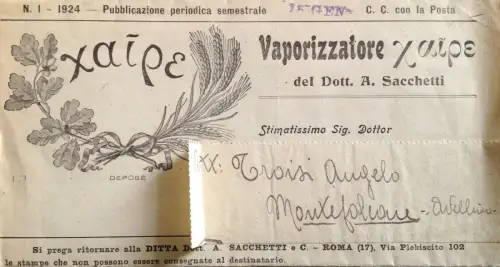 N. 1 - 1924 — Pubblicazione periodica semestrale
C. C. con la Posta
χαῖρε
DEPOSÉ
Vaporizzatore χαῖρε
del Dott. A. Sacchetti
Stimatissimo Sig. Dottor
Troisi Angelo
Montefalcione - Avellino
Si prega ritornare alla DITTA Dott. A. SACCHETTI e C. - ROMA (17), Via Plebiscito 102
le stampe che non possono essere consegnate al destinatario.